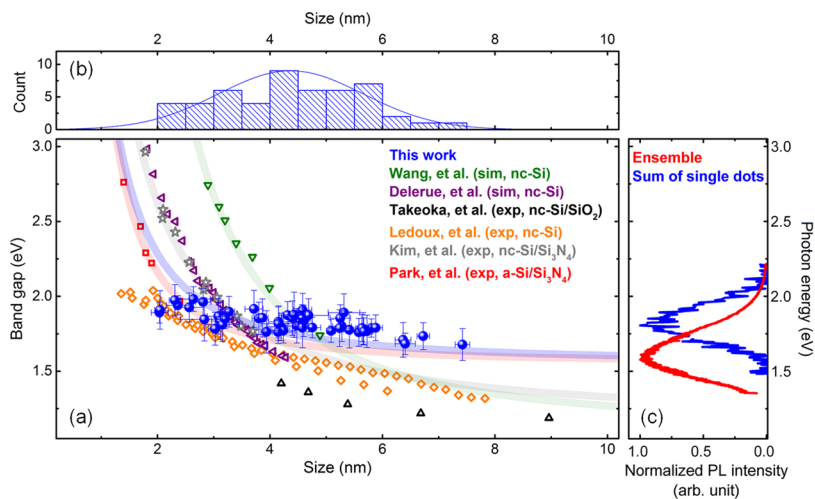 Size (nm)
2 4 6 8 10
10
5
0
Count
(b)
3.0
2.5
2.0
1.5
Band gap (eV)
This work
Wang, et al. (sim, nc-Si)
Delerue, et al. (sim, nc-Si)
Takeoka, et al. (exp, nc-Si/SiO₂)
Ledoux, et al. (exp, nc-Si)
Kim, et al. (exp, nc-Si/Si₃N₄)
Park, et al. (exp, a-Si/Si₃N₄)
(a)
2 4 6 8 10
Size (nm)
Ensemble
Sum of single dots
3.0
2.5
2.0
1.5
Photon energy (eV)
(c)
1.0 0.5 0.0
Normalized PL intensity
(arb. unit)